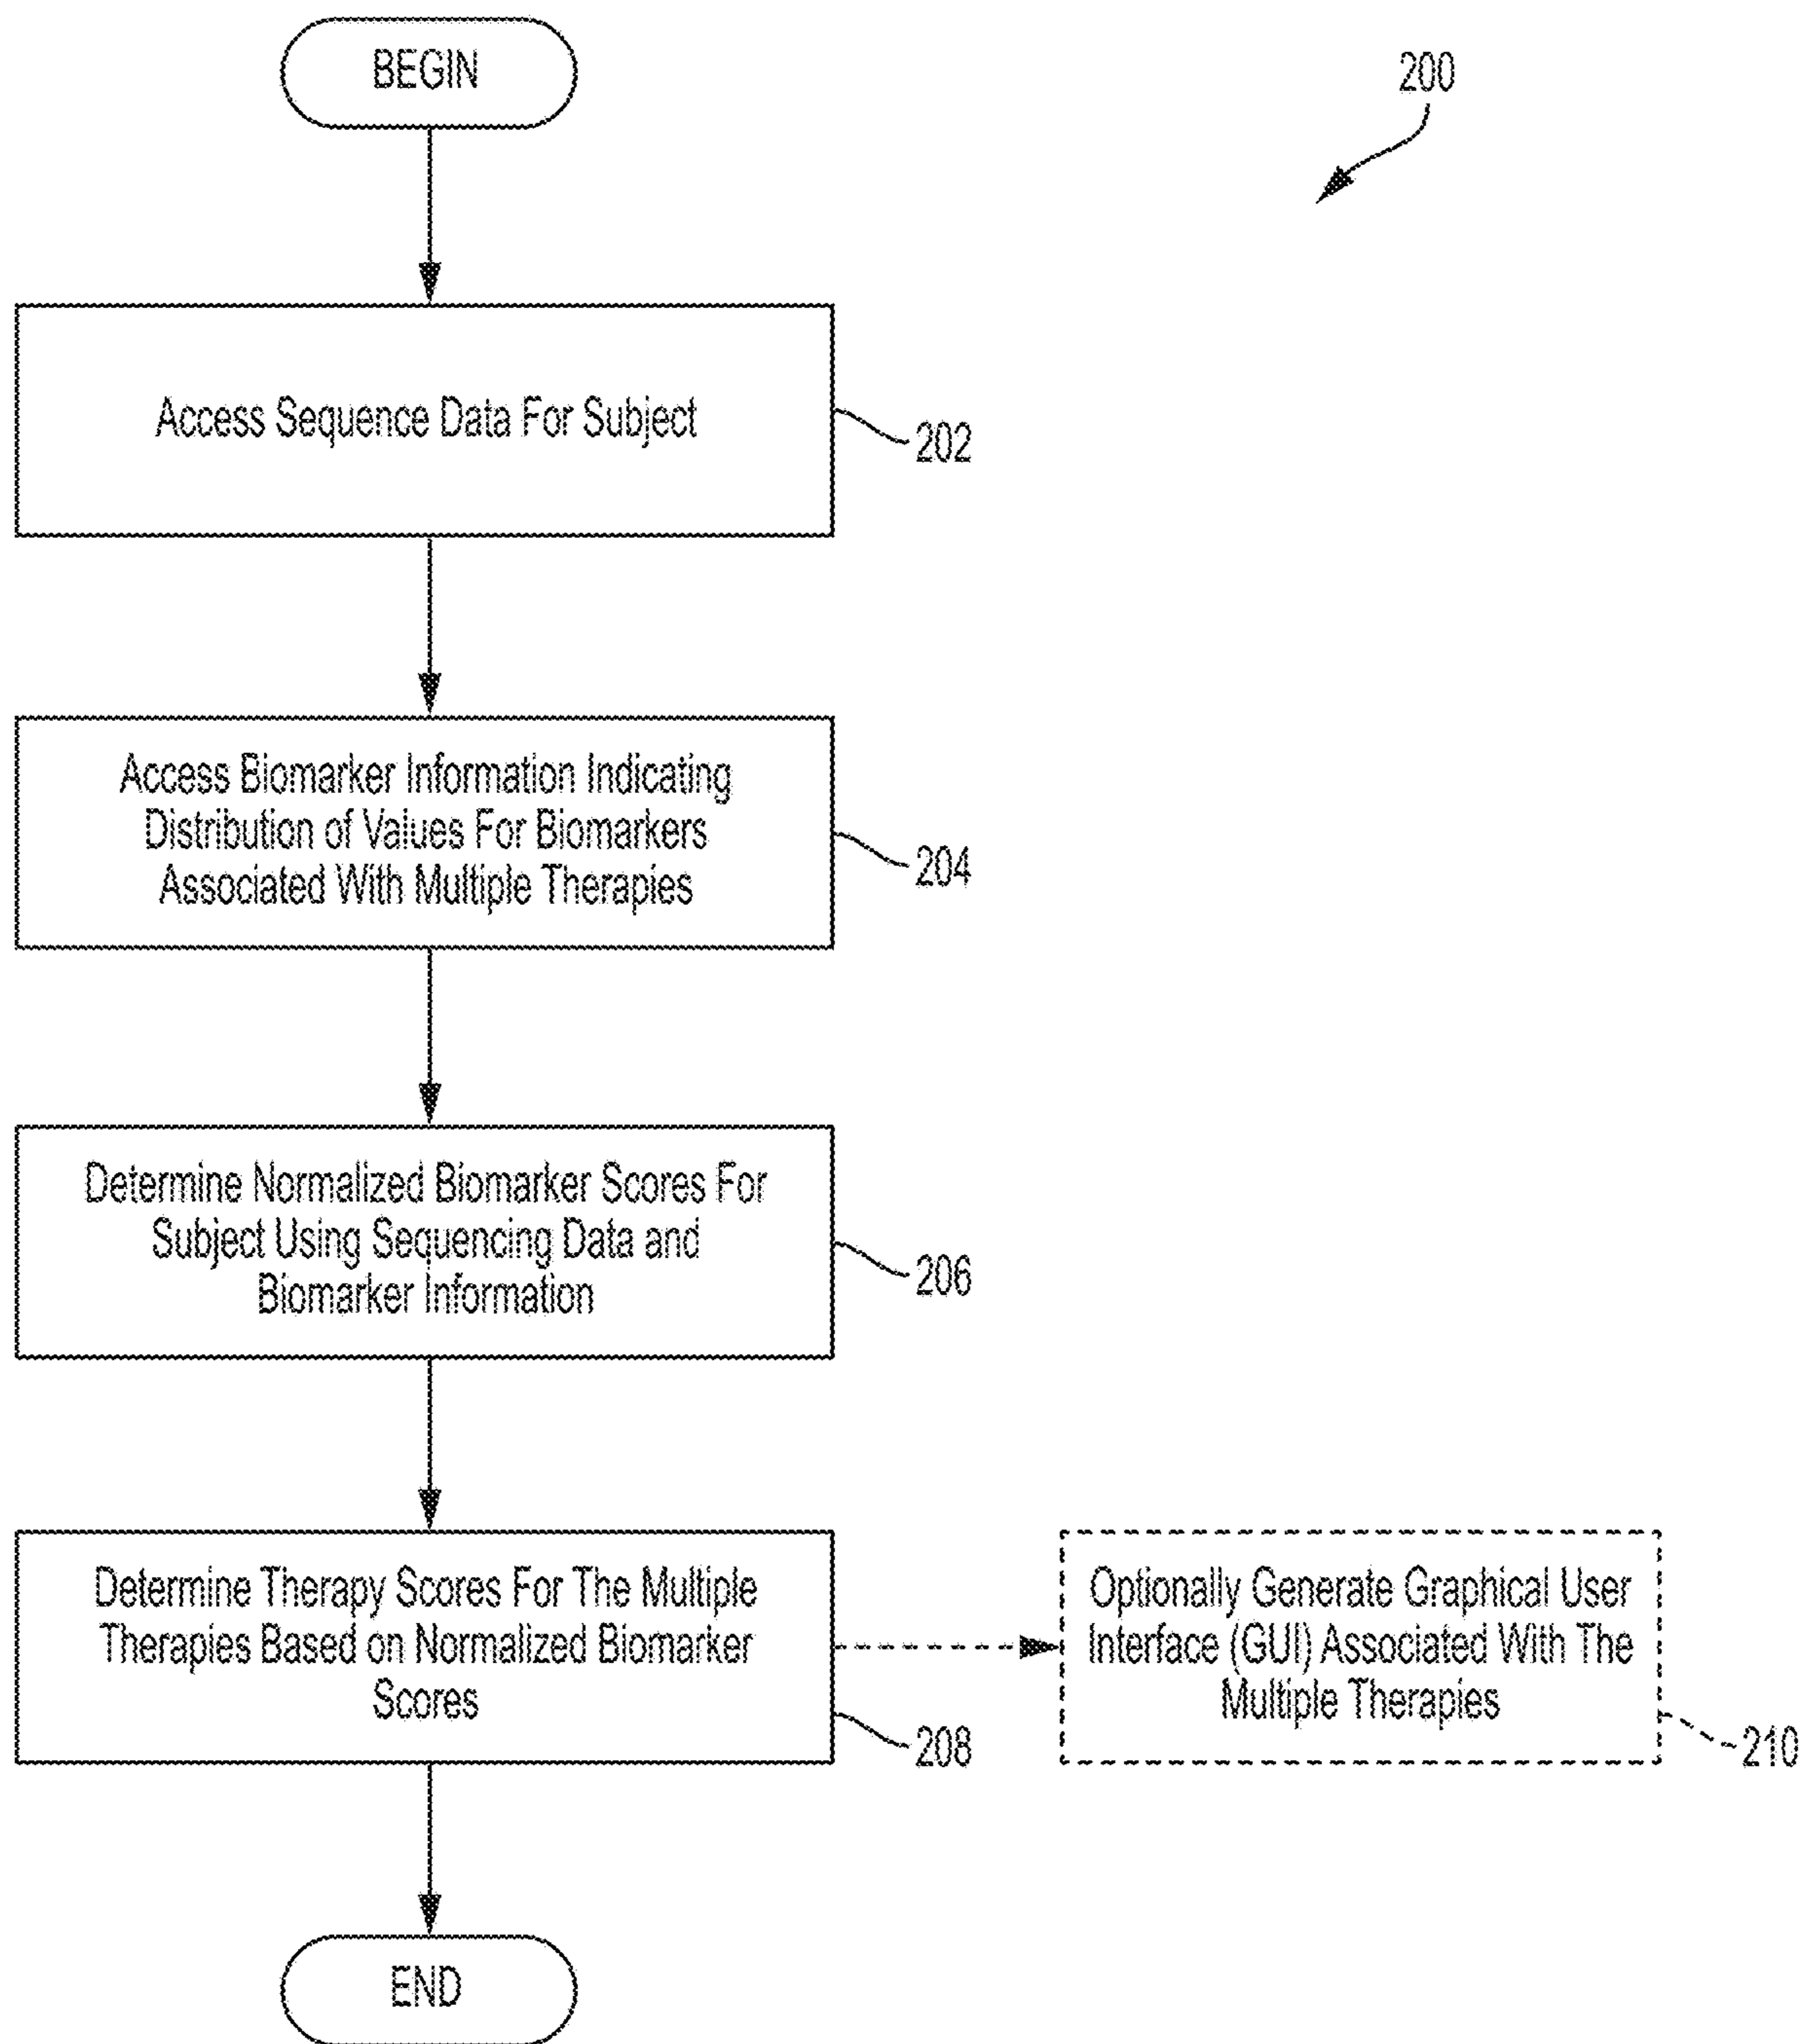 BEGIN
200
Access Sequence Data For Subject
202
Access Biomarker Information Indicating
Distribution of Values For Biomarkers
Associated With Multiple Therapies
204
Determine Normalized Biomarker Scores For
Subject Using Sequencing Data and
Biomarker Information
206
Determine Therapy Scores For The Multiple
Therapies Based on Normalized Biomarker
Scores
208
Optionally Generate Graphical User
Interface (GUI) Associated With The
Multiple Therapies
210
END